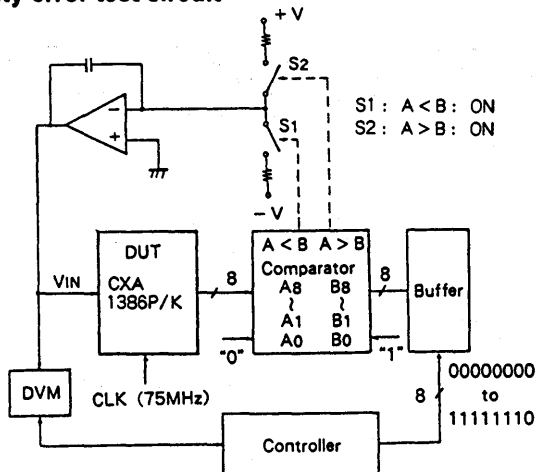 ty error test circuit
+V
S2
S1 : A < B : ON
S2 : A > B : ON
S1
-V
DUT
CXA
1386P/K
VIN
8
A < B A > B
Comparator
A8 B8
~ ~
A1 B1
A0 B0
"0"
"1"
8
Buffer
CLK (75MHz)
DVM
8
00000000
to
11111110
Controller